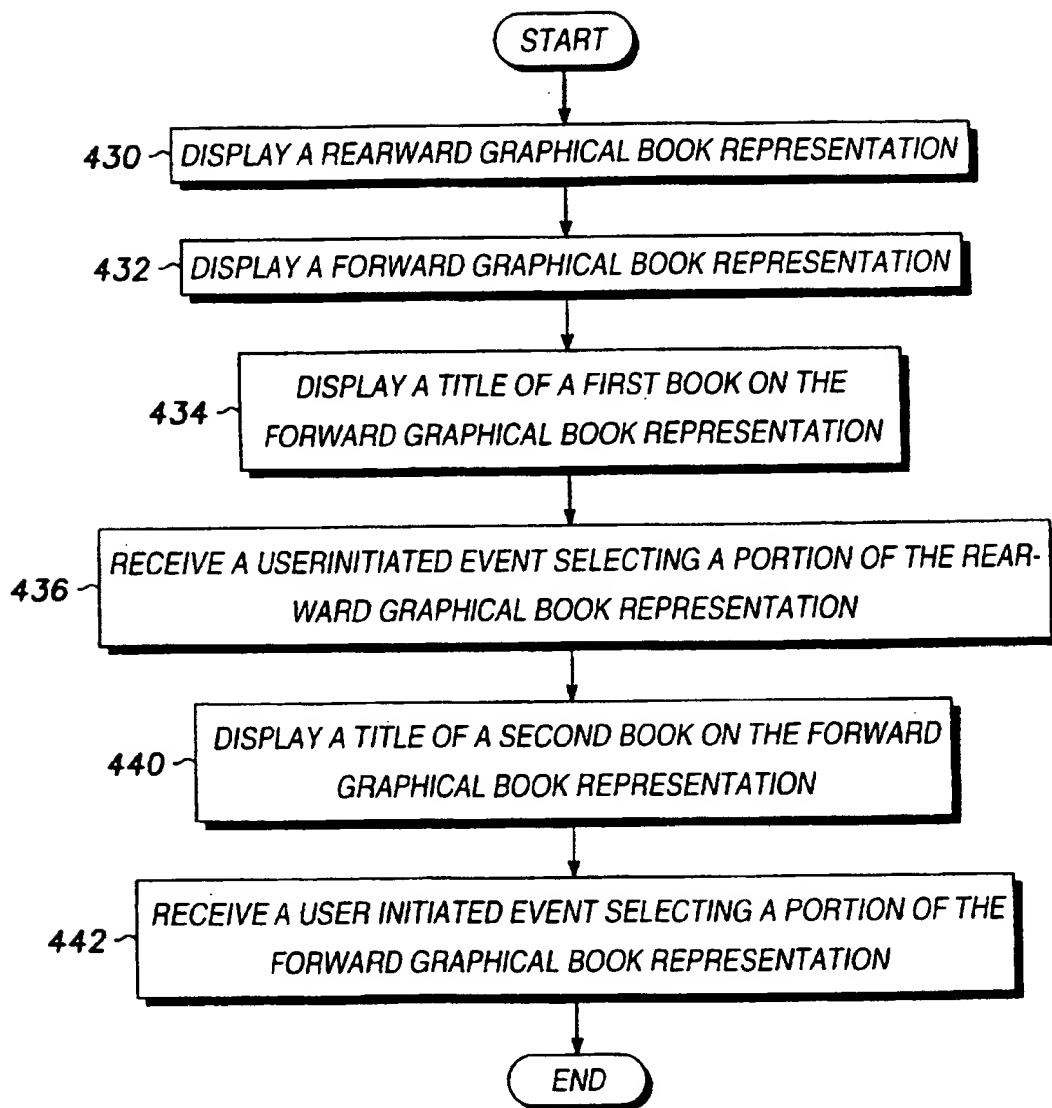 START
430 DISPLAY A REARWARD GRAPHICAL BOOK REPRESENTATION
432 DISPLAY A FORWARD GRAPHICAL BOOK REPRESENTATION
434 DISPLAY A TITLE OF A FIRST BOOK ON THE
FORWARD GRAPHICAL BOOK REPRESENTATION
436 RECEIVE A USERINITIATED EVENT SELECTING A PORTION OF THE REAR-
WARD GRAPHICAL BOOK REPRESENTATION
440 DISPLAY A TITLE OF A SECOND BOOK ON THE FORWARD
GRAPHICAL BOOK REPRESENTATION
442 RECEIVE A USER INITIATED EVENT SELECTING A PORTION OF THE
FORWARD GRAPHICAL BOOK REPRESENTATION
END